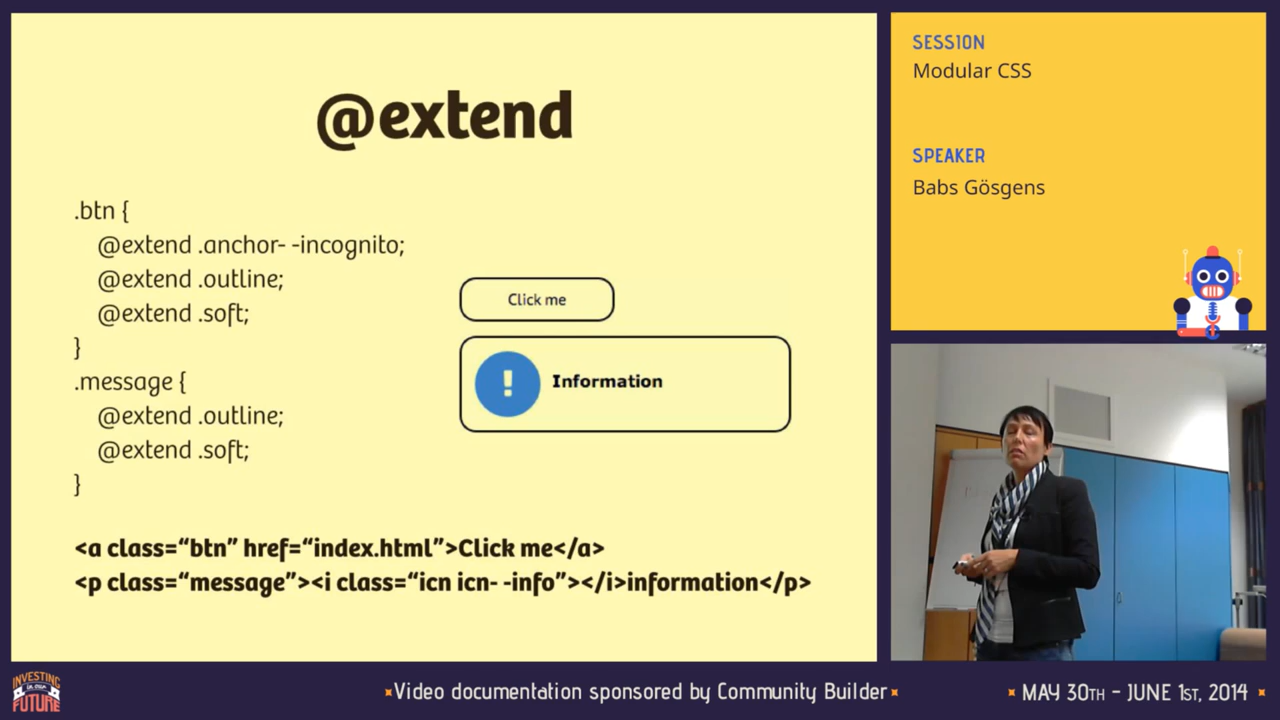 @extend
.btn {
@extend .anchor- -incognito;
@extend .outline;
@extend .soft;
}
.message {
@extend .outline;
@extend .soft;
}
Click me
!
Information
<a class=“btn” href=“index.html”>Click me</a>
<p class=“message”><i class=“icn icn- -info”></i>information</p>
SESSION
Modular CSS
SPEAKER
Babs Gösgens
INVESTING
in our
FUTURE
Video documentation sponsored by Community Builder
MAY 30TH - JUNE 1ST, 2014